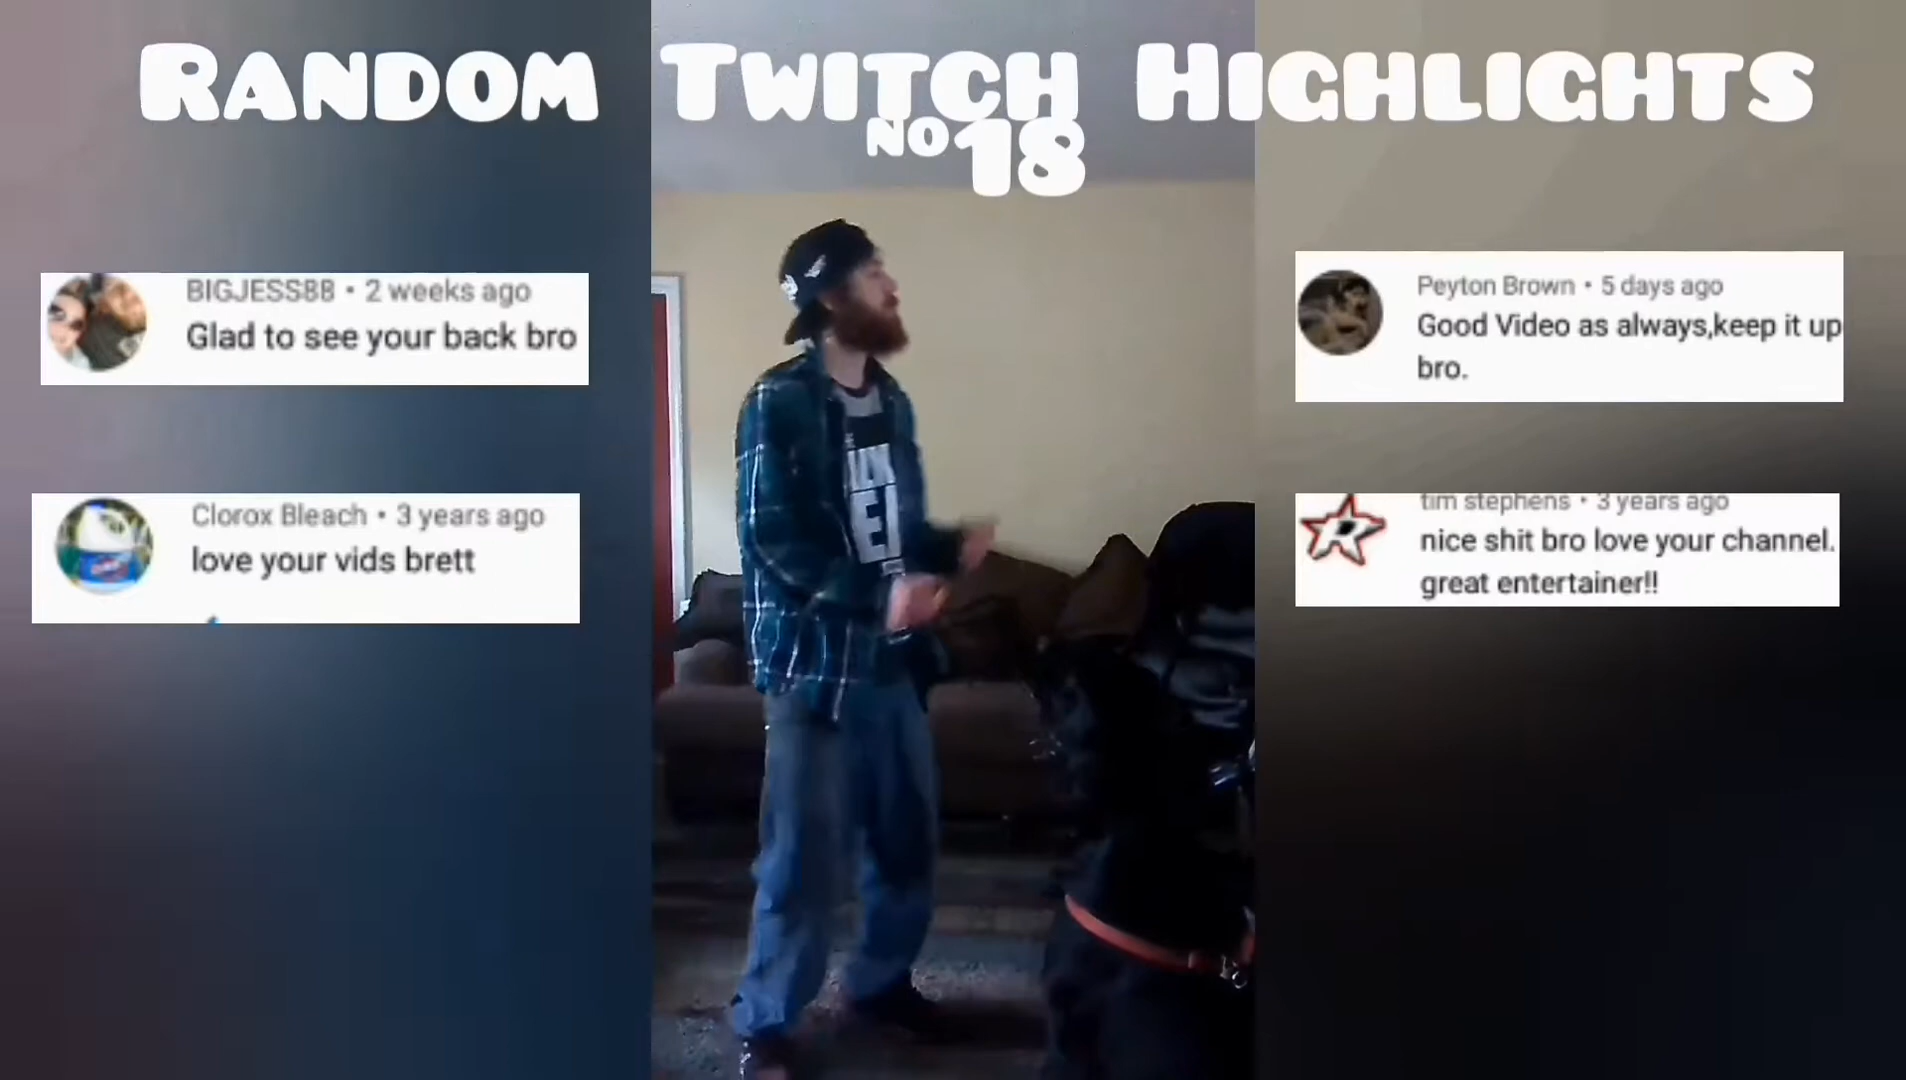 Random Twitch Highlights
No 18
BIGJESS88 • 2 weeks ago
Glad to see your back bro
Peyton Brown • 5 days ago
Good Video as always,keep it up
bro.
Clorox Bleach • 3 years ago
love your vids brett
tim stephens • 3 years ago
nice shit bro love your channel.
great entertainer!!